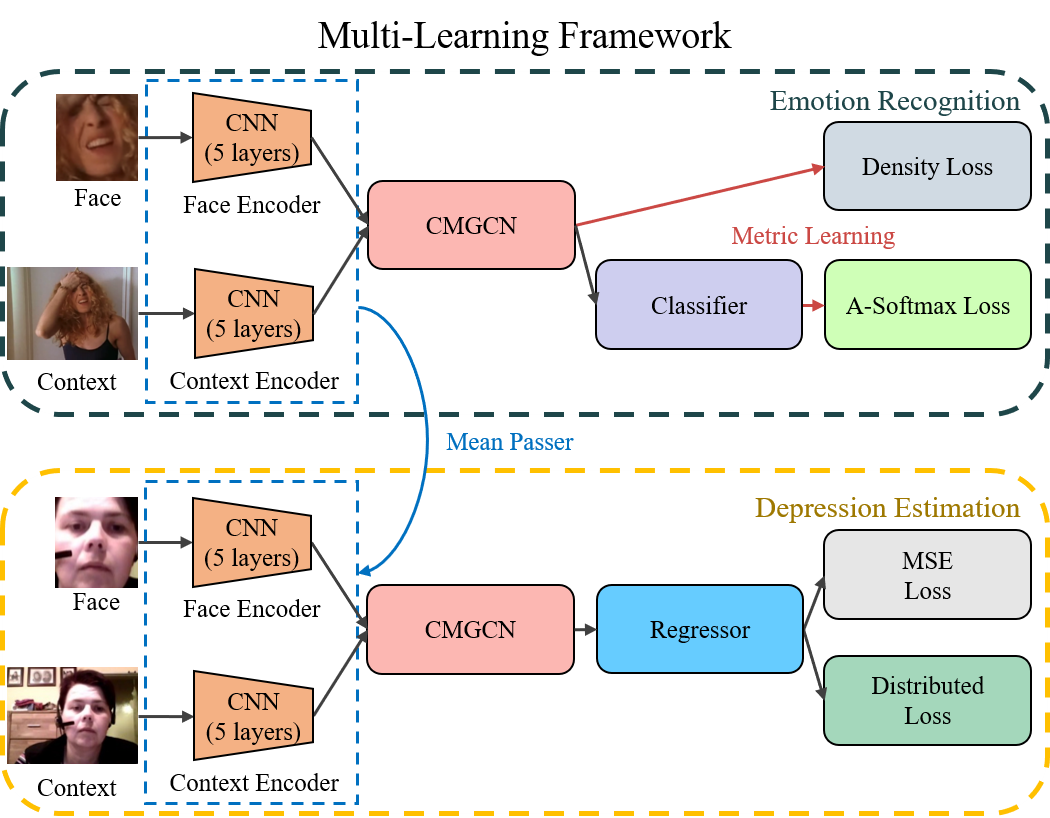 Multi-Learning Framework
Emotion Recognition
Face
CNN
(5 layers)
Face Encoder
Context
CNN
(5 layers)
Context Encoder
CMGCN
Density Loss
Metric Learning
Classifier
A-Softmax Loss
Mean Passer
Depression Estimation
Face
CNN
(5 layers)
Face Encoder
Context
CNN
(5 layers)
Context Encoder
CMGCN
Regressor
MSE
Loss
Distributed
Loss